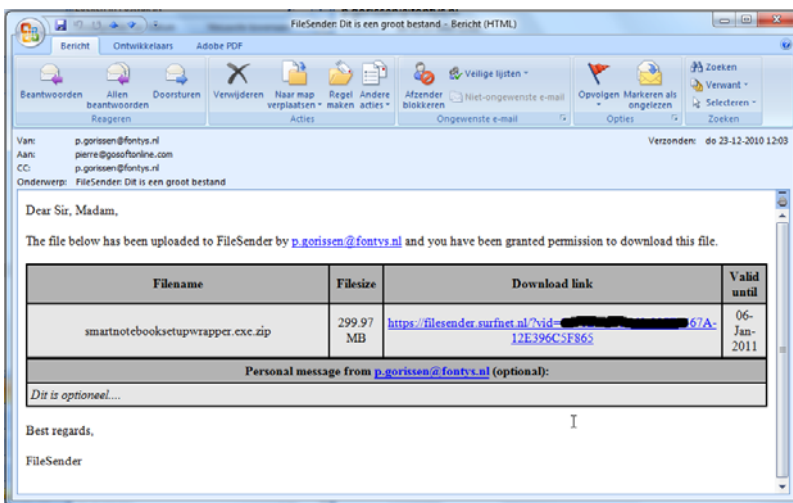 FileSender: Dit is een groot bestand - Bericht (HTML)
Bericht Ontwikkelaars Adobe PDF
Beantwoorden Allen beantwoorden Doorsturen Verwijderen Naar map verplaatsen Regel maken Andere acties Afzender blokkeren Veilige lijsten Niet-ongewenste e-mail Opvolgen Markeren als ongelezen Zoeken Verwant Selecteren
Reageren Acties Ongewenste e-mail Opties Zoeken
Van: p.gorissen@fontys.nl Verzonden: do 23-12-2010 12:03
Aan: pierre@gosoftonline.com
CC: p.gorissen@fontys.nl
Onderwerp: FileSender: Dit is een groot bestand
Dear Sir, Madam,
The file below has been uploaded to FileSender by p.gorissen@fontys.nl and you have been granted permission to download this file.
Filename Filesize Download link Valid until
smartnotebooksetupwrapper.exe.zip 299.97 MB https://filesender.surfnet.nl/?vid= 67A-12E396C5F865 06-Jan-2011
Personal message from p.gorissen@fontys.nl (optional):
Dit is optioneel....
Best regards,
FileSender